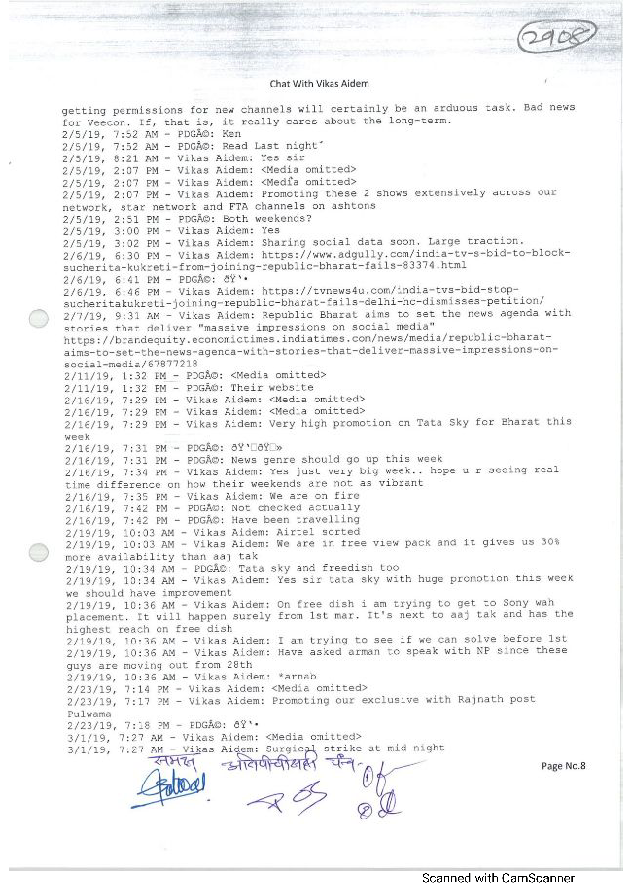 2908
Chat With Vikas Aidem
getting permissions for new channels will certainly be an arduous task. Bad news
for Veecon. If, that is, it really cares about the long-term.
2/5/19, 7:52 AM - PDGÂ©: Ken
2/5/19, 7:52 AM - PDGÂ©: Read Last night
2/5/19, 8:21 AM - Vikas Aidem: Yes sir
2/5/19, 2:07 PM - Vikas Aidem: <Media omitted>
2/5/19, 2:07 PM - Vikas Aidem: <Media omitted>
2/5/19, 2:07 PM - Vikas Aidem: Promoting these 2 shows extensively across our
network, star network and FTA channels on ashtons
2/5/19, 2:51 PM - PDGÂ©: Both weekends?
2/5/19, 3:00 PM - Vikas Aidem: Yes
2/5/19, 3:02 PM - Vikas Aidem: Sharing social data soon. Large traction.
2/6/19, 6:30 PM - Vikas Aidem: https://www.adgully.com/india-tv-s-bid-to-block-
sucherita-kukreti-from-joining-republic-bharat-fails-83374.html
2/6/19, 6:41 PM - PDGÂ©: ðŸ‘•
2/6/19, 6:46 PM - Vikas Aidem: https://tvnews4u.com/india-tvs-bid-stop-
sucheritakukreti-joining-republic-bharat-fails-delhi-hc-dismisses-petition/
2/7/19, 9:31 AM - Vikas Aidem: Republic Bharat aims to set the news agenda with
stories that deliver "massive impressions on social media"
https://brandequity.economictimes.indiatimes.com/news/media/republic-bharat-
aims-to-set-the-news-agenca-with-stories-that-deliver-massive-impressions-on-
social-media/67877218
2/11/19, 1:32 PM - PDGÂ©: <Media omitted>
2/11/19, 1:32 PM - PDGÂ©: Their website
2/16/19, 7:29 PM - Vikas Aidem: <Media omitted>
2/16/19, 7:29 PM - Vikas Aidem: <Media omitted>
2/16/19, 7:29 PM - Vikas Aidem: Very high promotion on Tata Sky for Bharat this
week
2/16/19, 7:31 PM - PDGÂ©: ðŸ‘□ðŸ□»
2/16/19, 7:31 PM - PDGÂ©: News genre should go up this week
2/16/19, 7:34 PM - Vikas Aidem: Yes just very big week.. hope u r seeing real
time difference on how their weekends are not as vibrant
2/16/19, 7:35 PM - Vikas Aidem: We are on fire
2/16/19, 7:42 PM - PDGÂ©: Not checked actually
2/16/19, 7:42 PM - PDGÂ©: Have been travelling
2/19/19, 10:03 AM - Vikas Aidem: Airtel sorted
2/19/19, 10:03 AM - Vikas Aidem: We are in free view pack and it gives us 30%
more availability than aaj tak
2/19/19, 10:34 AM - PDGÂ©: Tata sky and freedish too
2/19/19, 10:34 AM - Vikas Aidem: Yes sir tata sky with huge promotion this week
we should have improvement
2/19/19, 10:36 AM - Vikas Aidem: On free dish i am trying to get to Sony wah
placement. It will happen surely from 1st mar. It's next to aaj tak and has the
highest reach on free dish
2/19/19, 10:36 AM - Vikas Aidem: I am trying to see if we can solve before 1st
2/19/19, 10:36 AM - Vikas Aidem: Have asked arman to speak with NP since these
guys are moving out from 28th
2/19/19, 10:36 AM - Vikas Aidem: *arnab
2/23/19, 7:14 PM - Vikas Aidem: <Media omitted>
2/23/19, 7:17 PM - Vikas Aidem: Promoting our exclusive with Rajnath post
Pulwama
2/23/19, 7:18 PM - PDGÂ©: ðŸ‘•
3/1/19, 7:27 AM - Vikas Aidem: <Media omitted>
3/1/19, 7:27 AM - Vikas Aidem: Surgical strike at mid night
समक्ष
Page No.8
Scanned with CamScanner